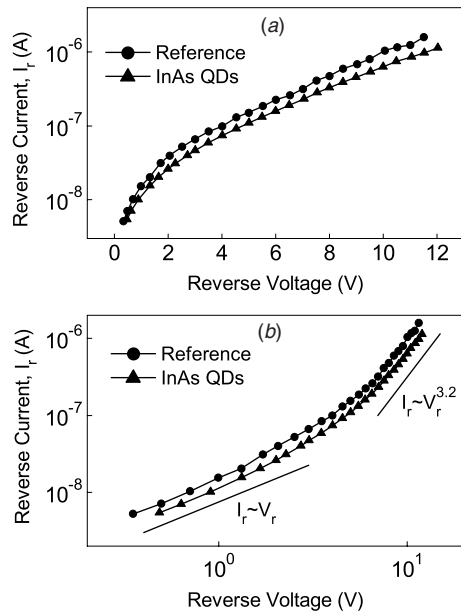 (a)
Reference
InAs QDs
Reverse Current, I_r (A)
10^-6
10^-7
10^-8
0 2 4 6 8 10 12 14
Reverse Voltage (V)
(b)
Reference
InAs QDs
Reverse Current, I_r (A)
10^-6
10^-7
10^-8
I_r~V_r^3.2
I_r~V_r
10^0 10^1
Reverse Voltage (V)